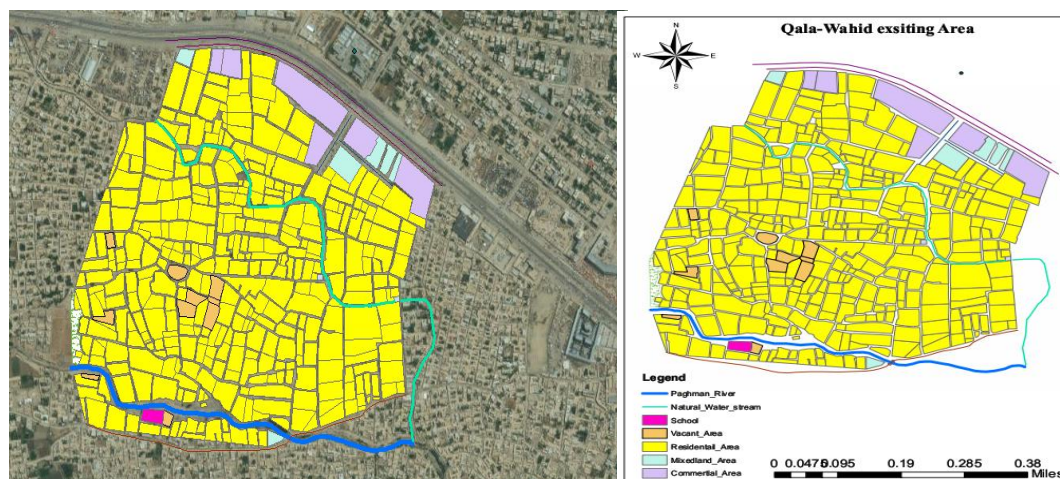 Qala-Wahid exsiting Area
N
W
E
S
Legend
Paghman_River
Natural_Water_stream
School
Vacant_Area
Residentail_Area
Mixedland_Area
Commertial_Area
0 0.0475 0.095 0.19 0.285 0.38
Miles